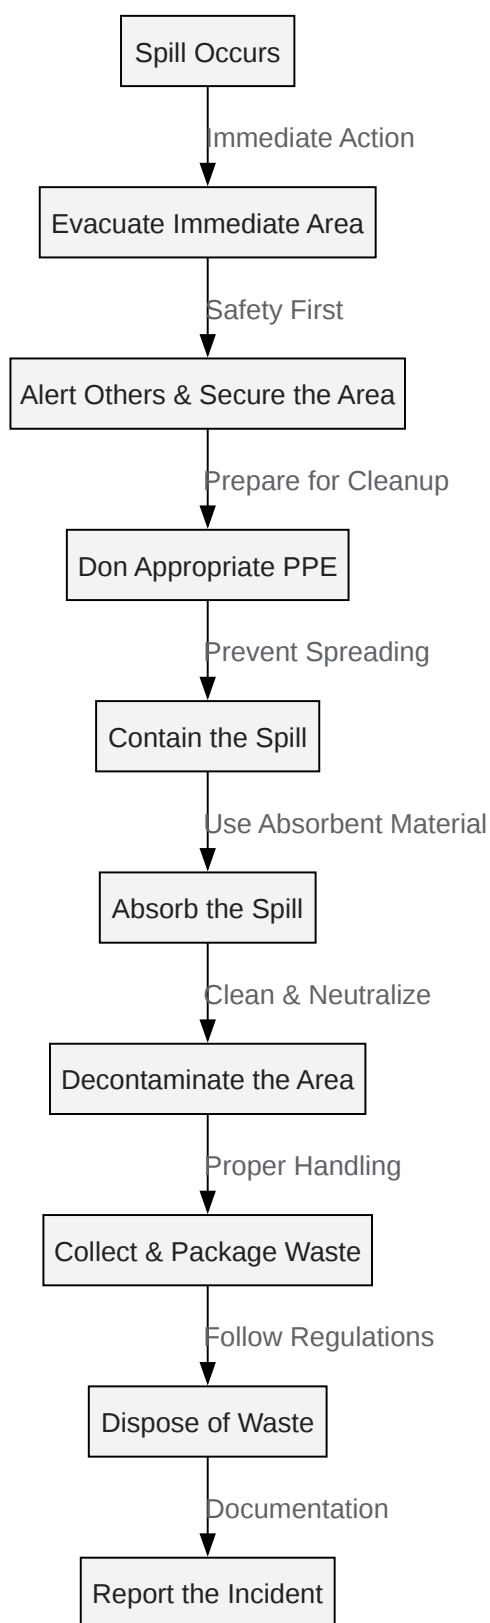 Spill Occurs
Immediate Action
Evacuate Immediate Area
Safety First
Alert Others & Secure the Area
Prepare for Cleanup
Don Appropriate PPE
Prevent Spreading
Contain the Spill
Use Absorbent Material
Absorb the Spill
Clean & Neutralize
Decontaminate the Area
Proper Handling
Collect & Package Waste
Follow Regulations
Dispose of Waste
Documentation
Report the Incident